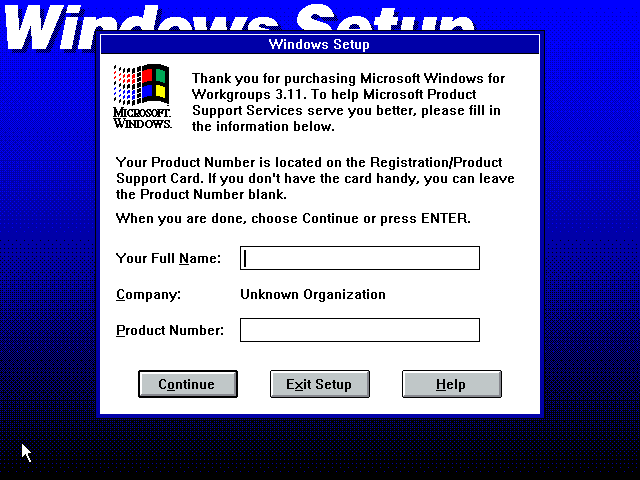 Windows Setup
Windows Setup
Thank you for purchasing Microsoft Windows for
Workgroups 3.11. To help Microsoft Product
Support Services serve you better, please fill in
the information below.
MICROSOFT.
WINDOWS.
Your Product Number is located on the Registration/Product
Support Card. If you don't have the card handy, you can leave
the Product Number blank.
When you are done, choose Continue or press ENTER.
Your Full Name:
Company: Unknown Organization
Product Number:
Continue Exit Setup Help